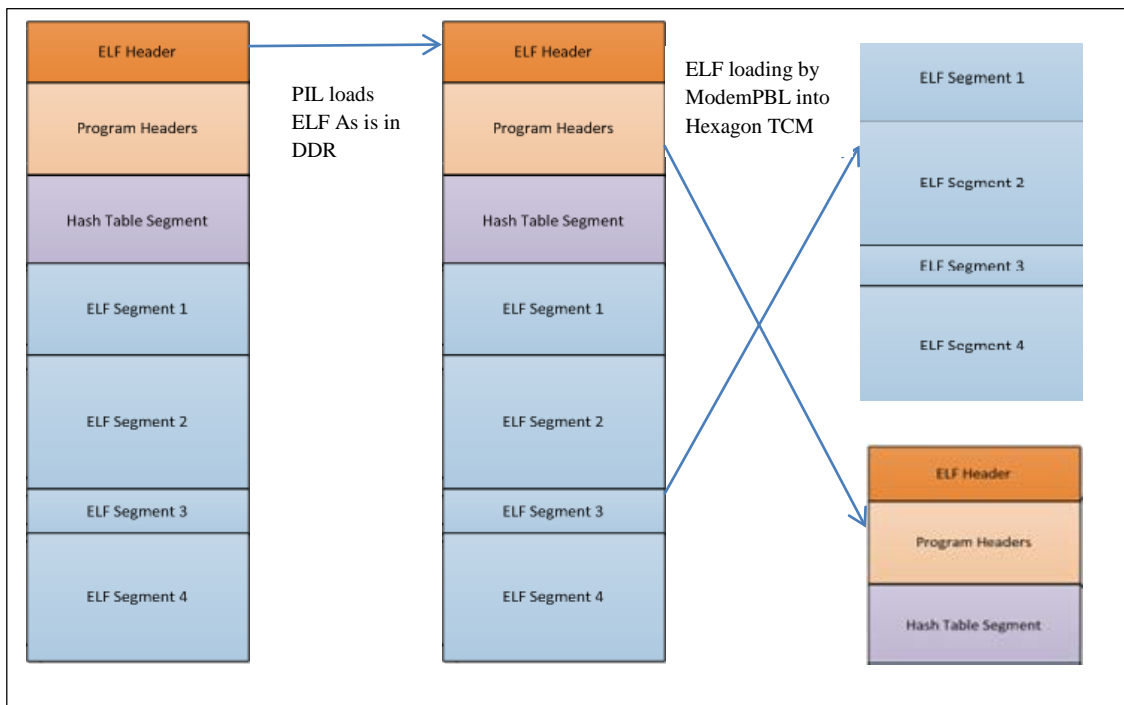 ELF Header
Program Headers
Hash Table Segment
ELF Segment 1
ELF Segment 2
ELF Segment 3
ELF Segment 4
PIL loads
ELF As is in
DDR
ELF Header
Program Headers
Hash Table Segment
ELF Segment 1
ELF Segment 2
ELF Segment 3
ELF Segment 4
ELF loading by
ModemPBL into
Hexagon TCM
ELF Segment 1
ELF Segment 2
ELF Segment 3
ELF Segment 4
ELF Header
Program Headers
Hash Table Segment